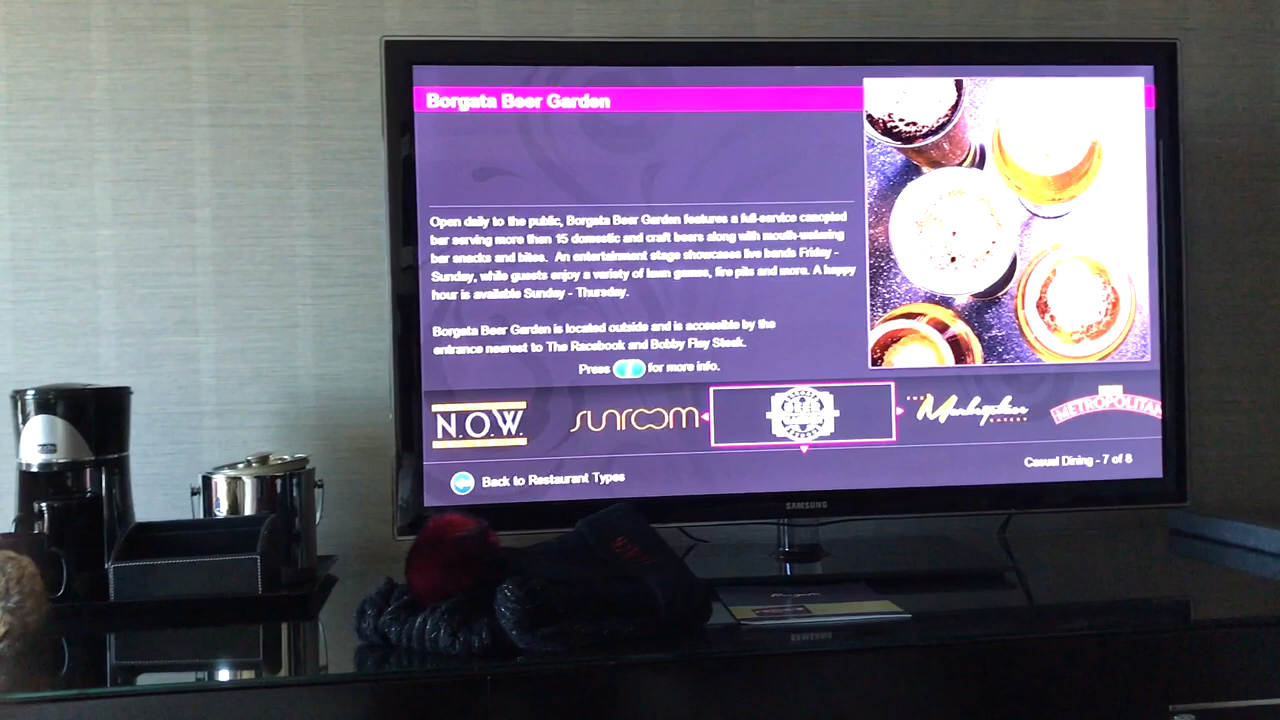 Borgata Beer Garden
Open daily to the public, Borgata Beer Garden features a full-service canopied
bar serving more than 15 domestic and craft beers along with mouth-watering
bar snacks and bites. An entertainment stage showcases live bands Friday -
Sunday, while guests enjoy a variety of lawn games, fire pits and more. A happy
hour is available Sunday - Thursday.
Borgata Beer Garden is located outside and is accessible by the
entrance nearest to The Racebook and Bobby Flay Steak.
Press i for more info.
N.O.W.
sunroom
BEER
METROPOLITAN
Casual Dining - 7 of 8
Back to Restaurant Types
SAMSUNG